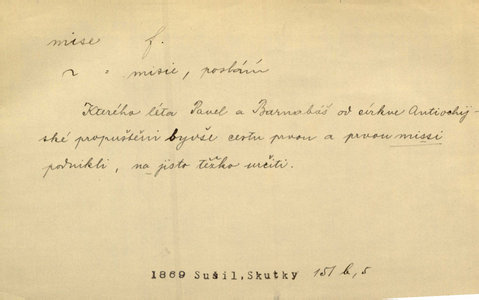 mise f.
~ = misie, poslání
Kterého léta Pavel a Barnabáš od církve Antiochij-
ské propuštěni byvše cestu prvou a prvou missi
podnikli, na jisto těžko určiti.
1869 Sušil, Skutky 151 b, 5